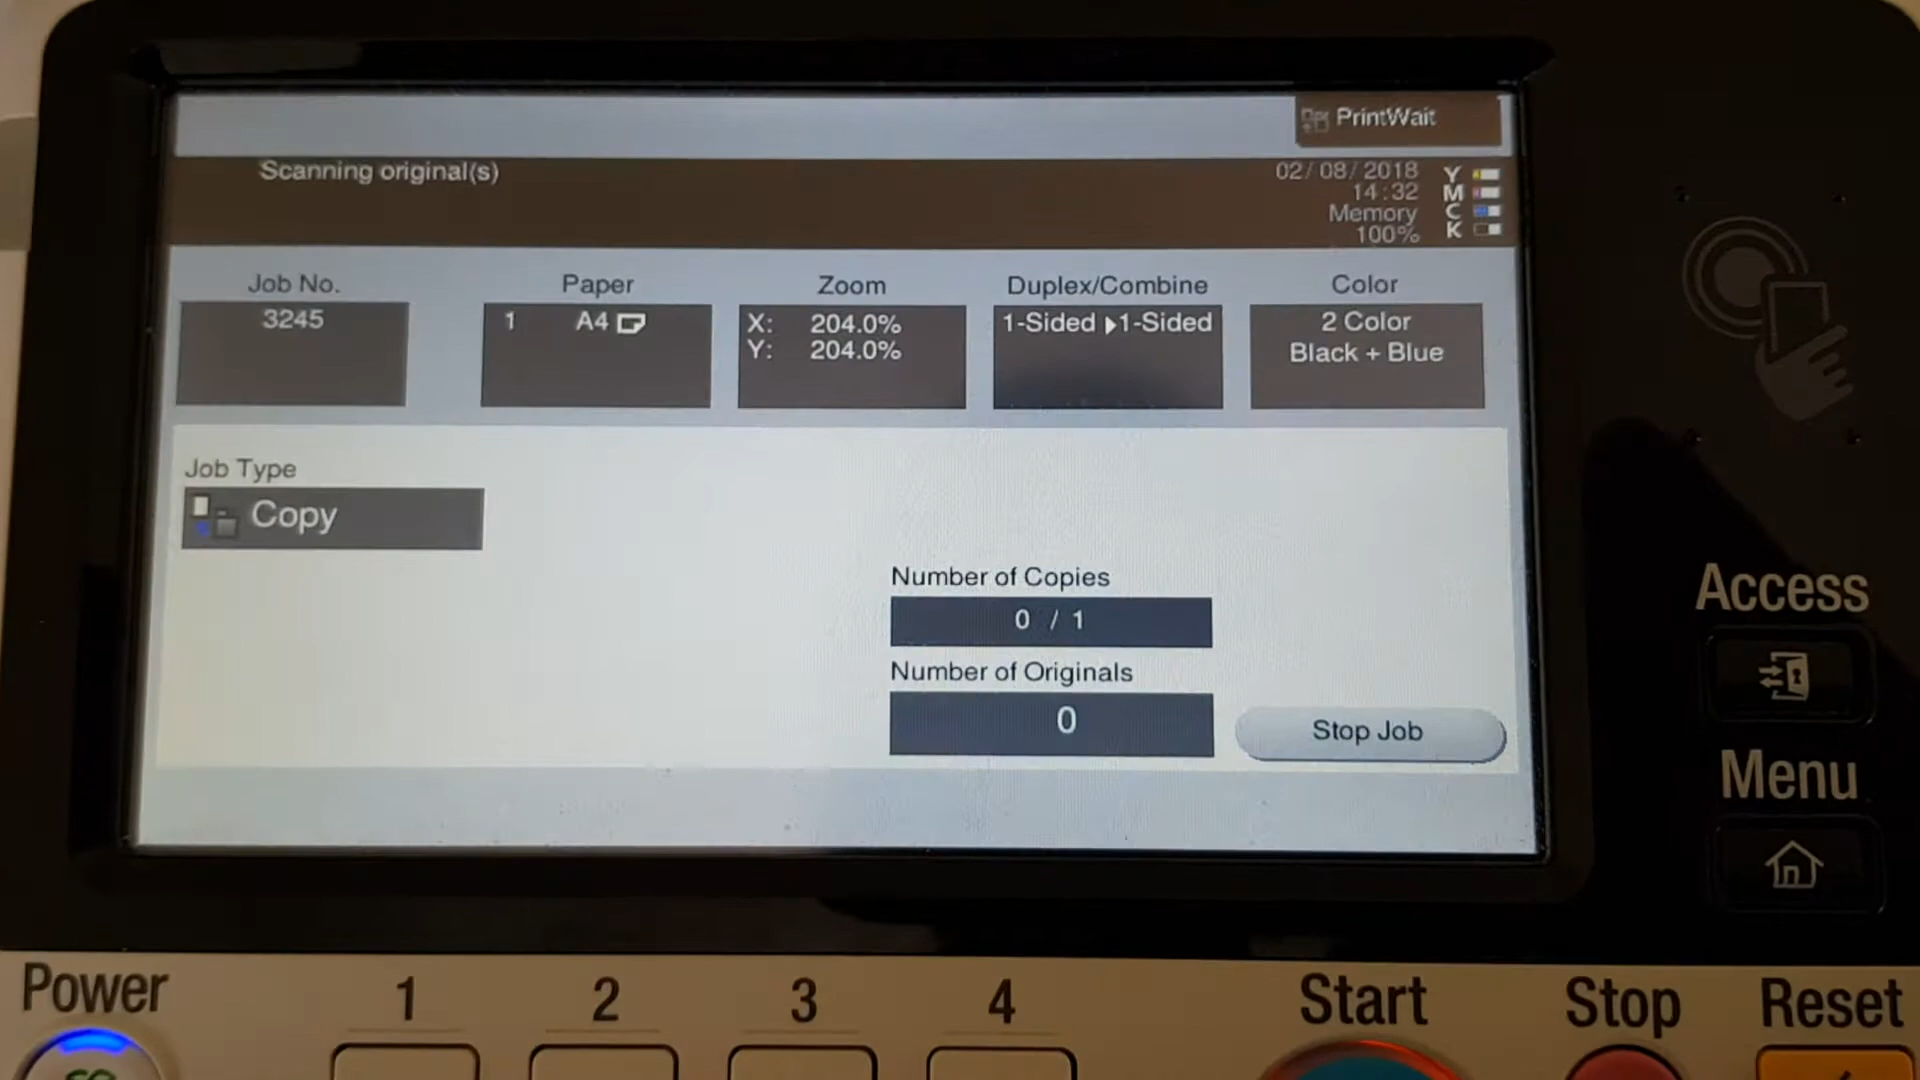 PrintWait
Scanning original(s)
02/08/2018
14:32
Memory
100%
Y
M
C
K
Job No.
3245
Paper
1 A4
Zoom
X: 204.0%
Y: 204.0%
Duplex/Combine
1-Sided ▶1-Sided
Color
2 Color
Black + Blue
Job Type
Copy
Number of Copies
0 / 1
Number of Originals
0
Stop Job
Access
Menu
Power
1
2
3
4
Start
Stop
Reset